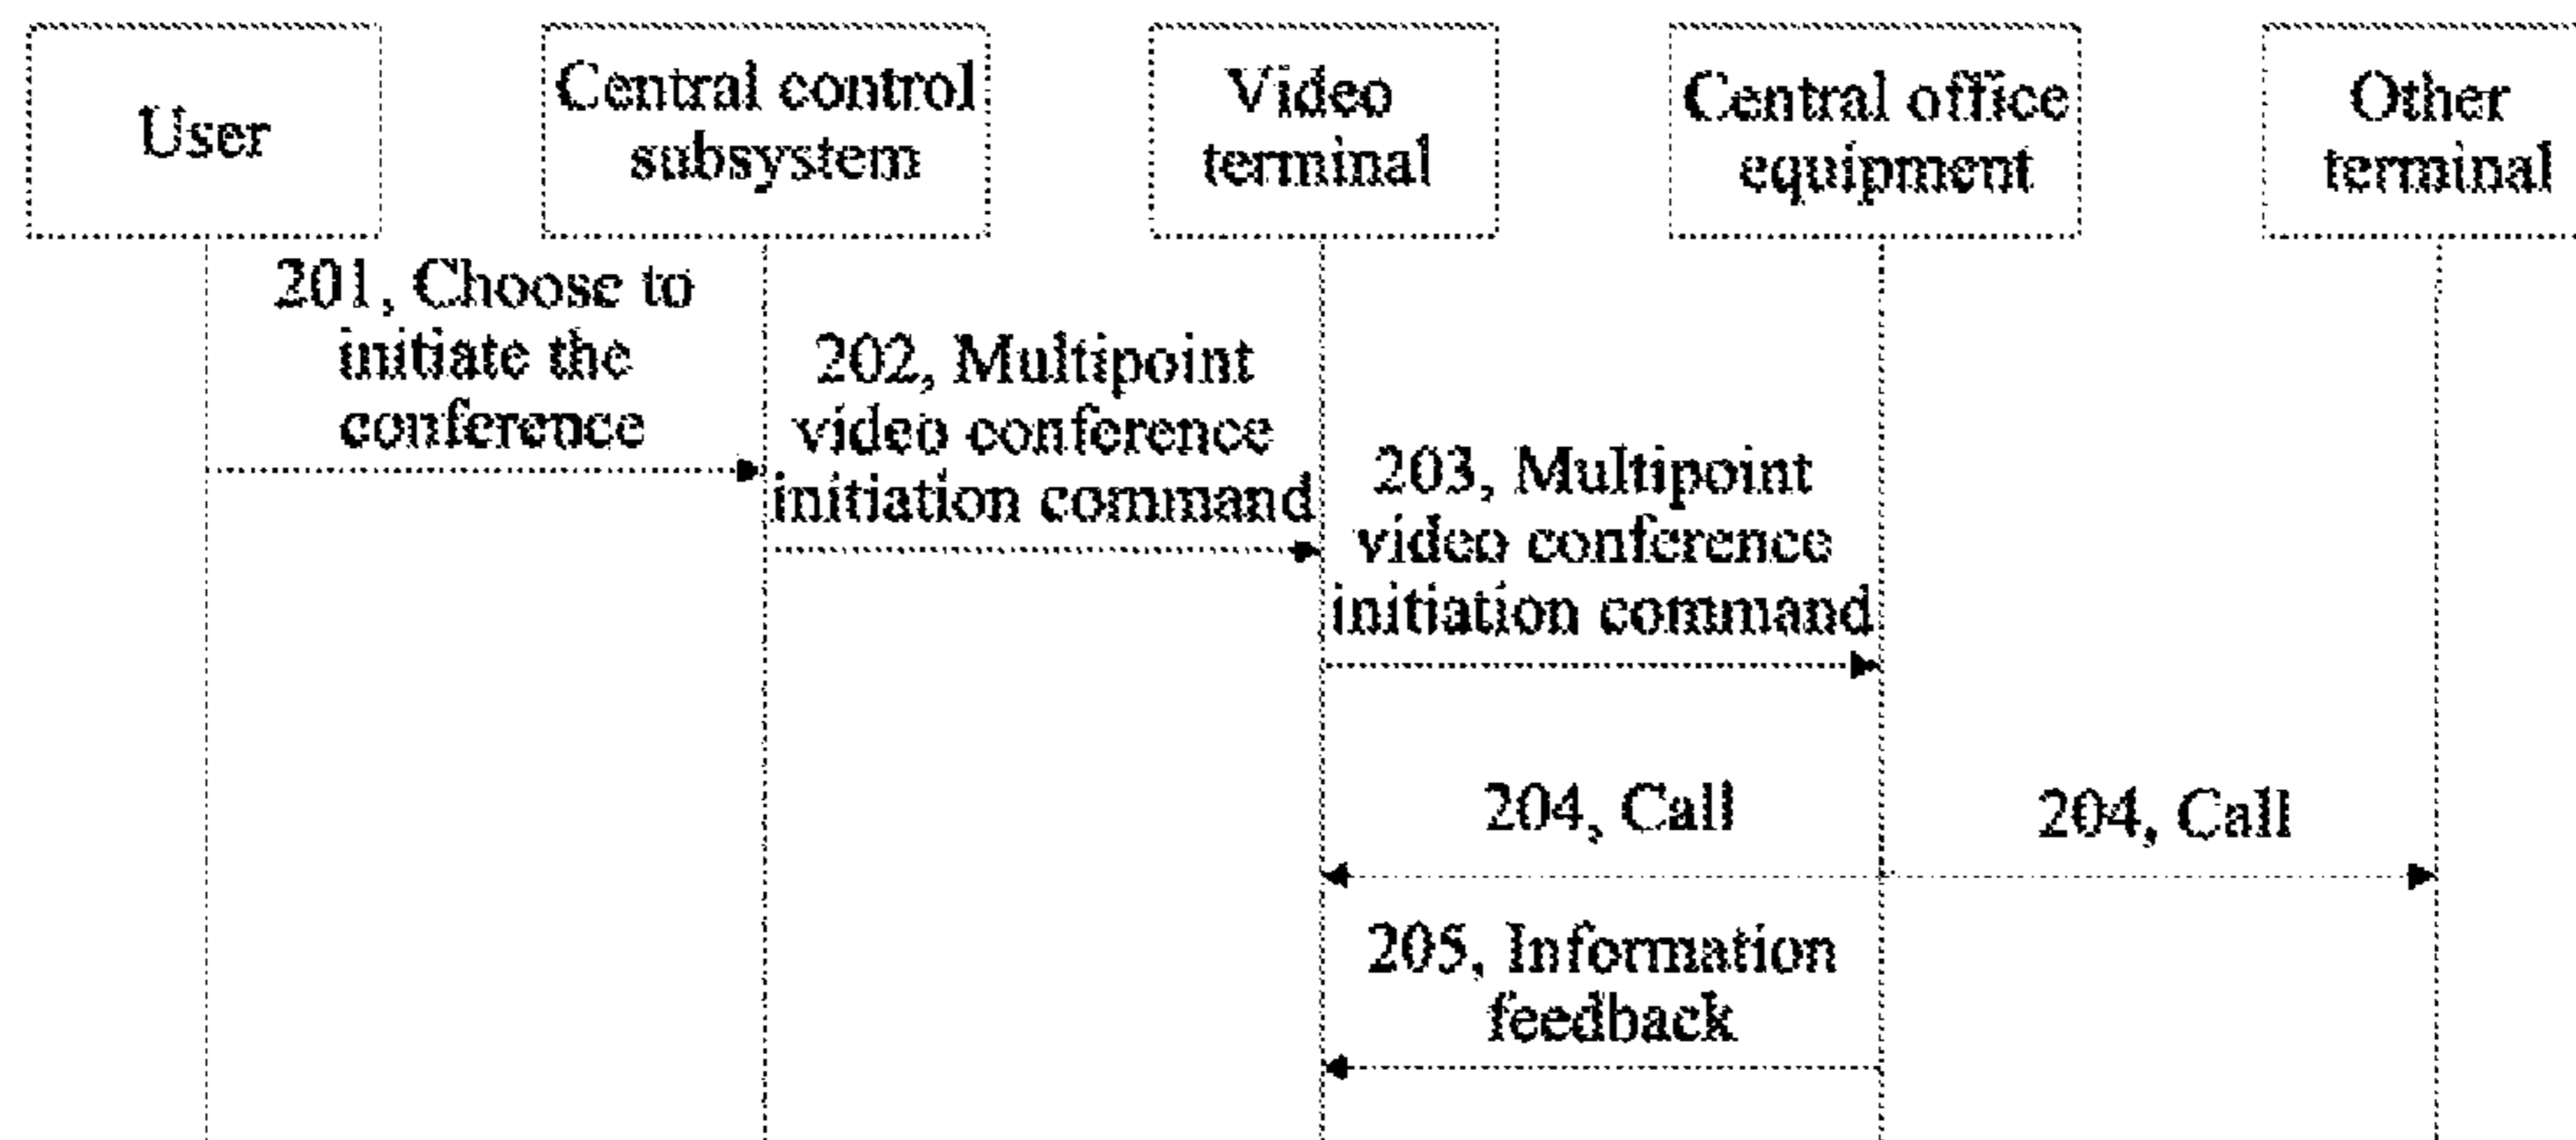 User
Central control
subsystem
Video
terminal
Central office
equipment
Other
terminal
201, Choose to
initiate the
conference
202, Multipoint
video conference
initiation command
203, Multipoint
video conference
initiation command
204, Call
204, Call
205, Information
feedback